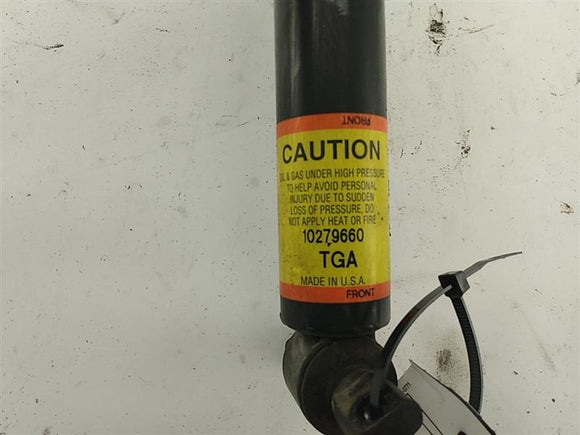 FRONT
CAUTION
OIL & GAS UNDER HIGH PRESSURE
TO HELP AVOID PERSONAL
INJURY DUE TO SUDDEN
LOSS OF PRESSURE, DO
NOT APPLY HEAT OR FIRE
10279660
TGA
MADE IN U.S.A.
FRONT